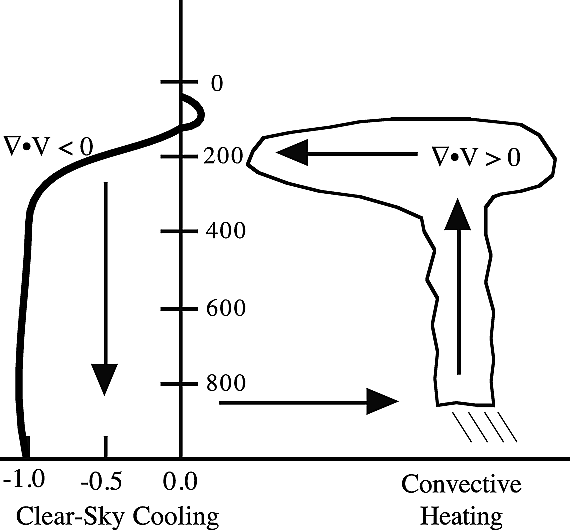 0
∇•V < 0
200
∇•V > 0
400
600
800
-1.0 -0.5 0.0
Clear-Sky Cooling
Convective
Heating